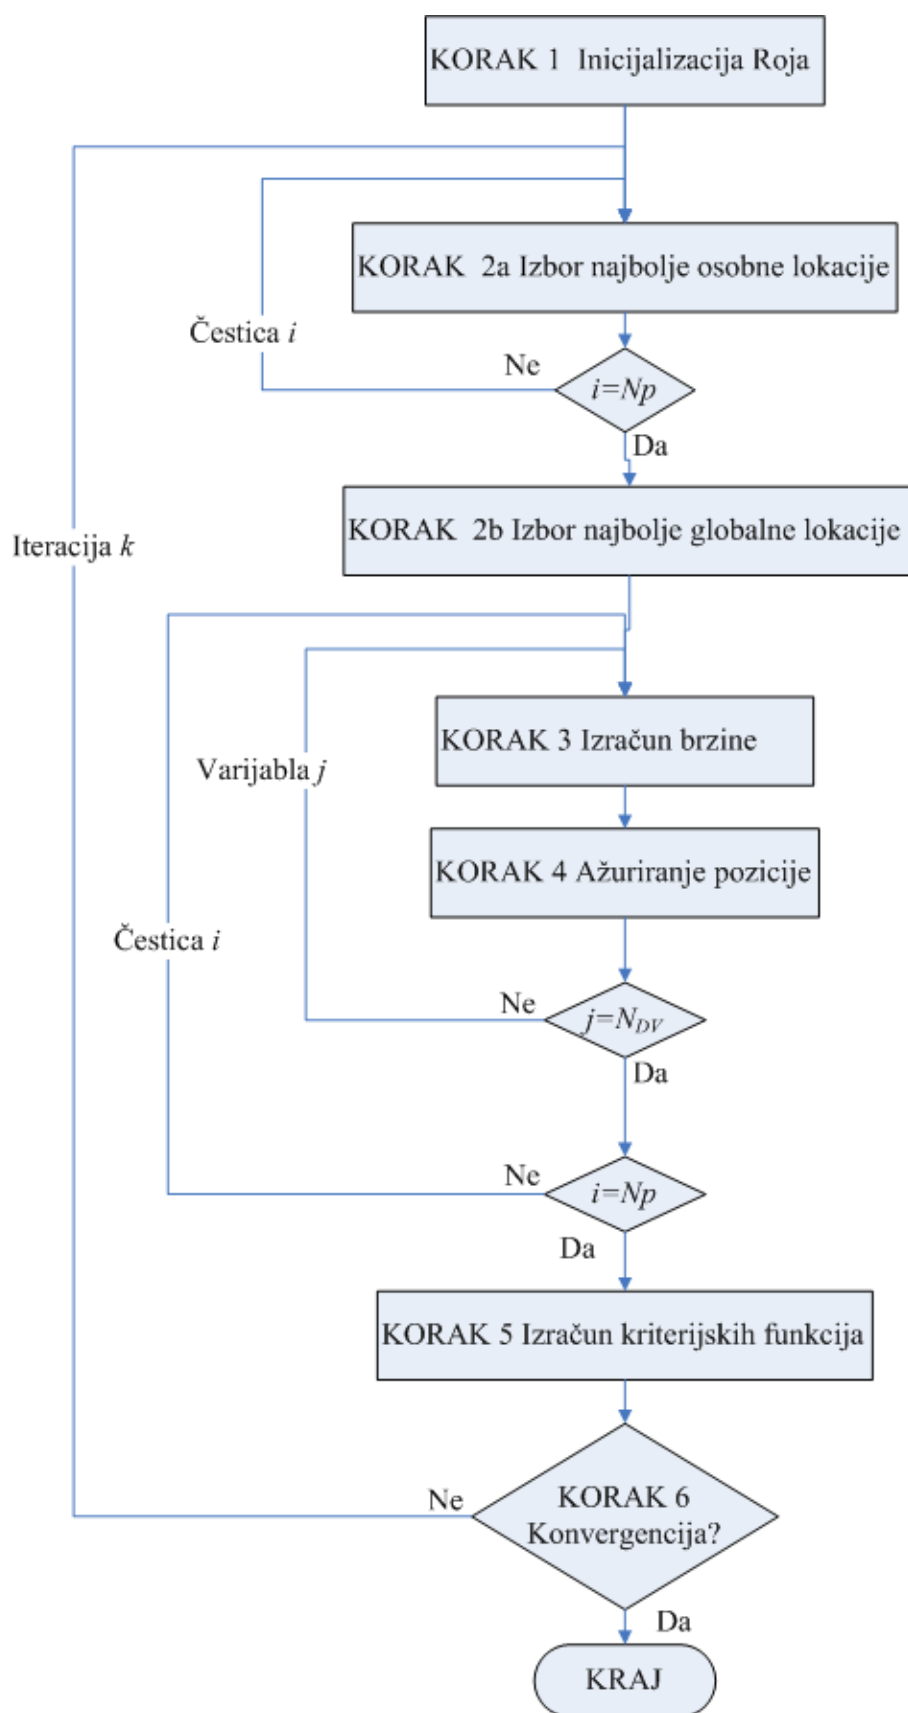 KORAK 1 Inicijalizacija Roja
KORAK 2a Izbor najbolje osobne lokacije
Čestica i
Ne
i=Np
Da
KORAK 2b Izbor najbolje globalne lokacije
Iteracija k
KORAK 3 Izračun brzine
Varijabla j
KORAK 4 Ažuriranje pozicije
Čestica i
Ne
j=N_DV
Da
Ne
i=Np
Da
KORAK 5 Izračun kriterijskih funkcija
Ne
KORAK 6
Konvergencija?
Da
KRAJ